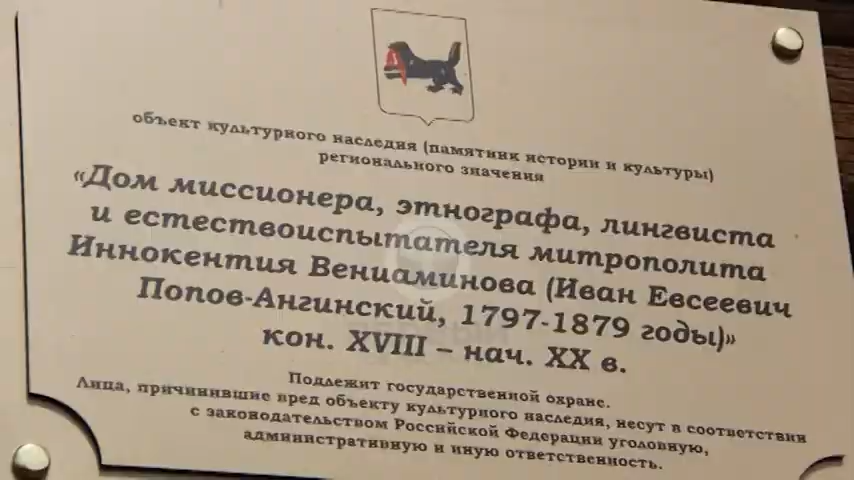 объект культурного наследия (памятник истории и культуры)
регионального значения
«Дом миссионера, этнографа, лингвиста
и естествоиспытателя митрополита
Иннокентия Вениаминова (Иван Евсеевич
Попов-Ангинский, 1797-1879 годы)»
кон. XVIII – нач. XX в.
Подлежит государственной охране.
Лица, причинившие вред объекту культурного наследия, несут в соответствии
с законодательством Российской Федерации уголовную,
административную и иную ответственность.